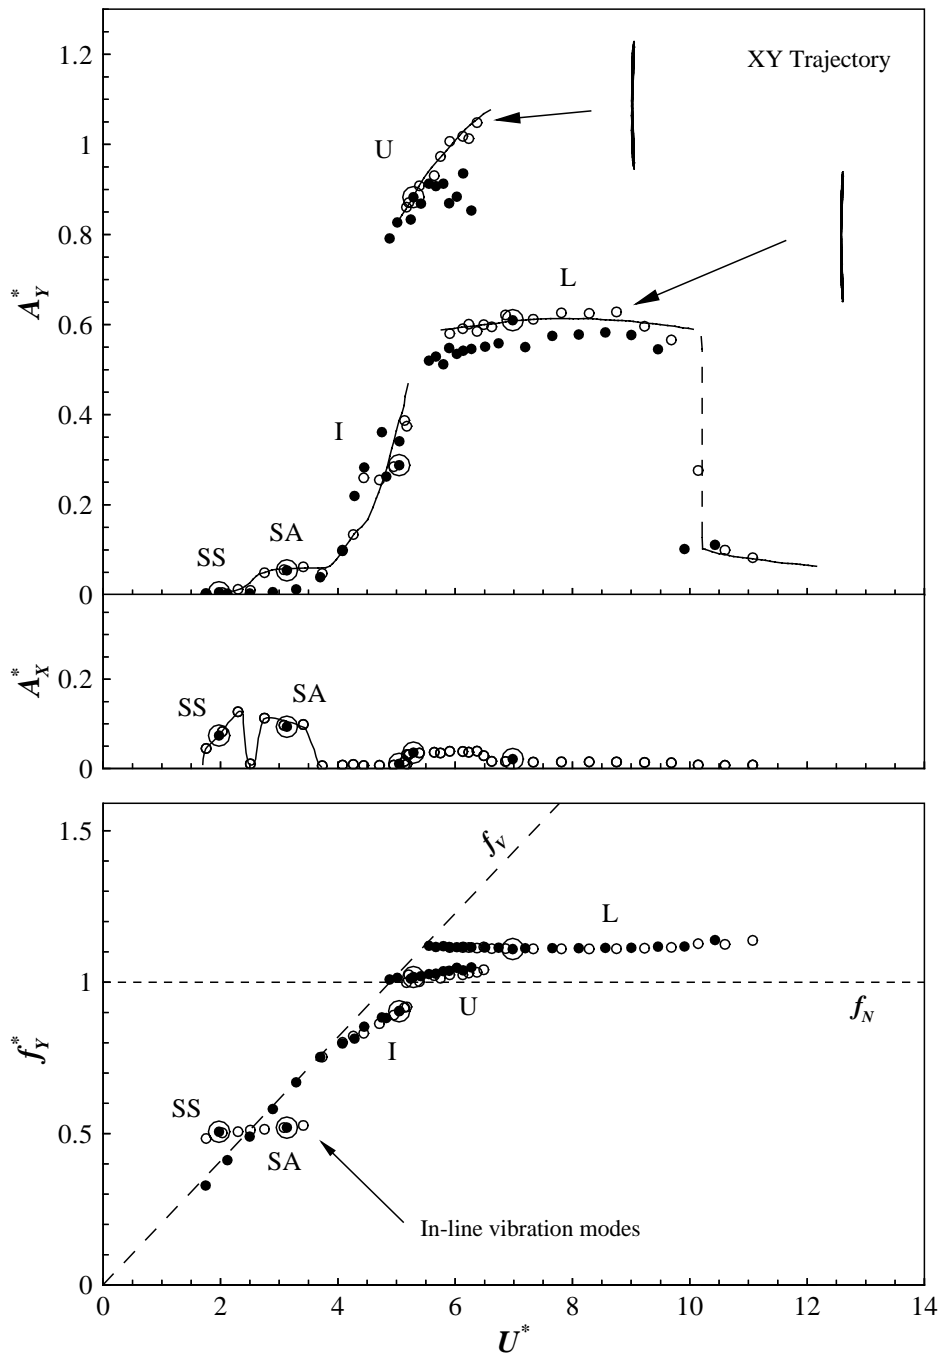 1.2
XY Trajectory
1
U
0.8
A*Y
L
0.6
0.4
I
SA
0.2
SS
0
A*X
0.2
SS
SA
0
1.5
fV
L
1
U
fN
f*Y
I
SS
0.5
SA
In-line vibration modes
0
0 2 4 6 8 10 12 14
U*